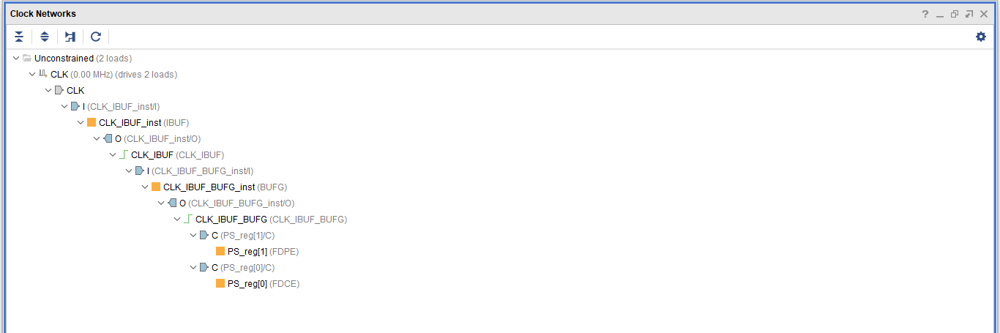 Clock Networks
Unconstrained (2 loads)
CLK (0.00 MHz) (drives 2 loads)
CLK
I (CLK_IBUF_inst/I)
CLK_IBUF_inst (IBUF)
O (CLK_IBUF_inst/O)
CLK_IBUF (CLK_IBUF)
I (CLK_IBUF_BUFG_inst/I)
CLK_IBUF_BUFG_inst (BUFG)
O (CLK_IBUF_BUFG_inst/O)
CLK_IBUF_BUFG (CLK_IBUF_BUFG)
C (PS_reg[1]/C)
PS_reg[1] (FDPE)
C (PS_reg[0]/C)
PS_reg[0] (FDCE)